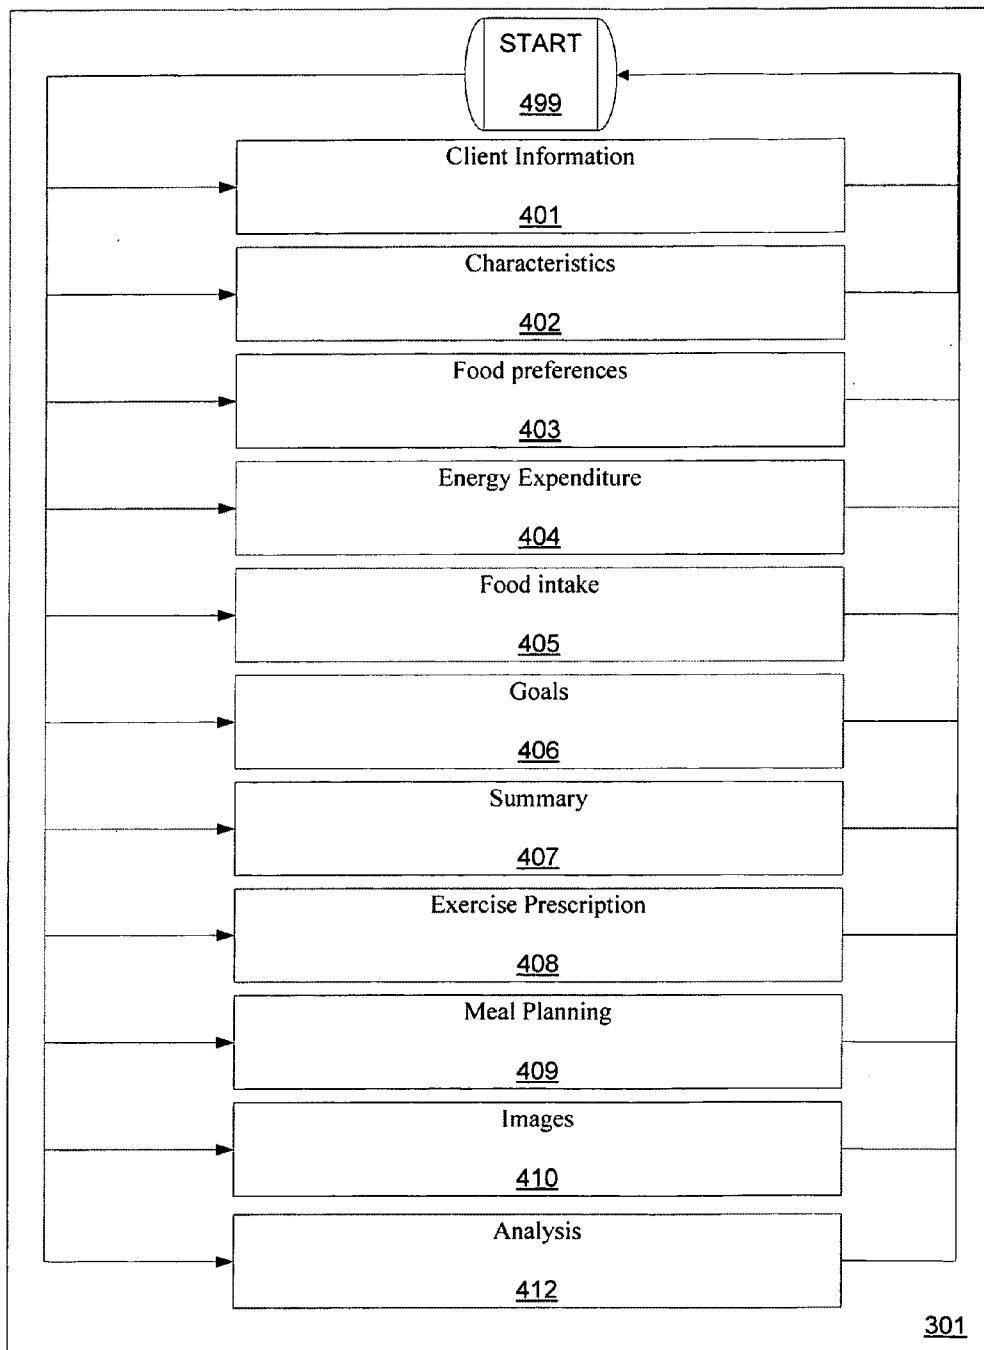 START
499
Client Information
401
Characteristics
402
Food preferences
403
Energy Expenditure
404
Food intake
405
Goals
406
Summary
407
Exercise Prescription
408
Meal Planning
409
Images
410
Analysis
412
301